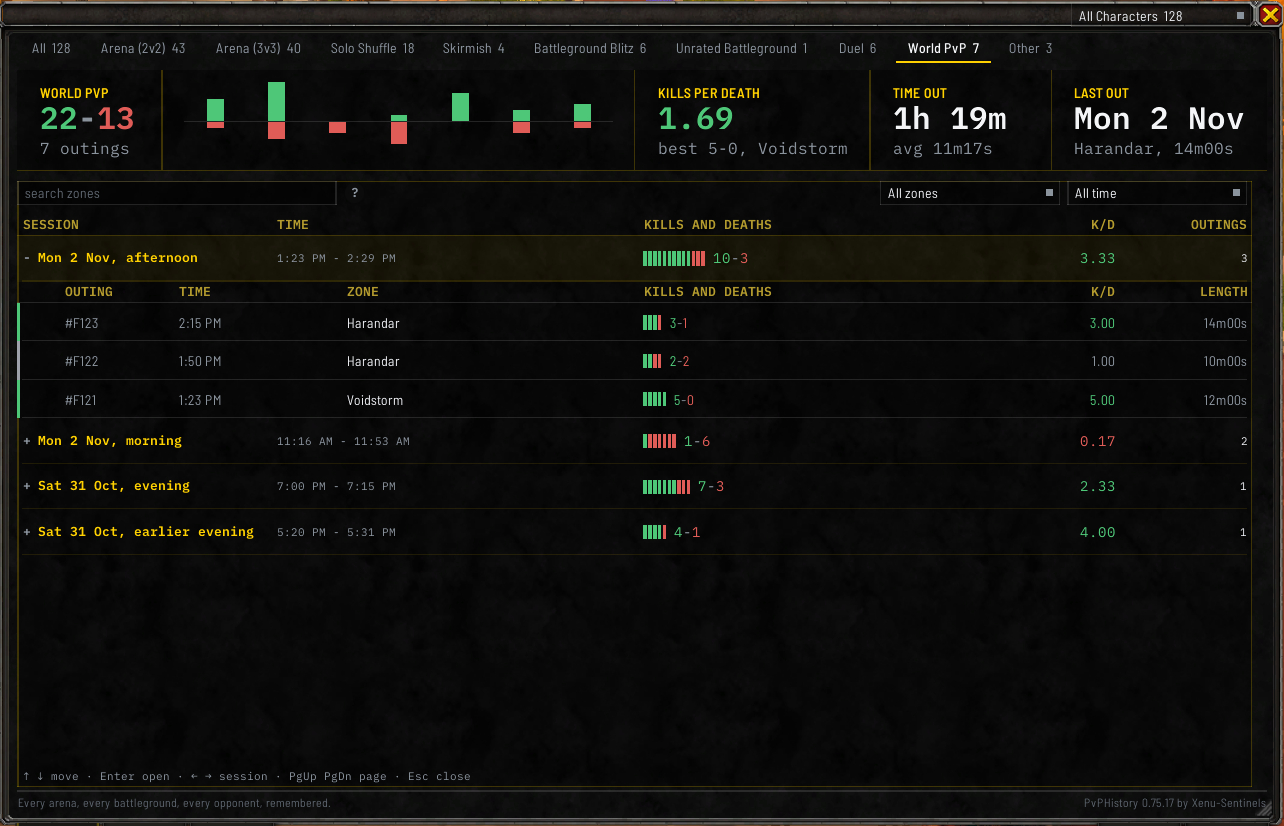 All Characters 128
All 128 Arena (2v2) 43 Arena (3v3) 40 Solo Shuffle 18 Skirmish 4 Battleground Blitz 6 Unrated Battleground 1 Duel 6 World PvP 7 Other 3
WORLD PVP
22-13
7 outings
KILLS PER DEATH
1.69
best 5-0, Voidstorm
TIME OUT
1h 19m
avg 11m17s
LAST OUT
Mon 2 Nov
Harandar, 14m00s
search zones ? All zones All time
SESSION TIME KILLS AND DEATHS K/D OUTINGS
- Mon 2 Nov, afternoon 1:23 PM - 2:29 PM 10-3 3.33 3
OUTING TIME ZONE KILLS AND DEATHS K/D LENGTH
#F123 2:15 PM Harandar 3-1 3.00 14m00s
#F122 1:50 PM Harandar 2-2 1.00 10m00s
#F121 1:23 PM Voidstorm 5-0 5.00 12m00s
+ Mon 2 Nov, morning 11:16 AM - 11:53 AM 1-6 0.17 2
+ Sat 31 Oct, evening 7:00 PM - 7:15 PM 7-3 2.33 1
+ Sat 31 Oct, earlier evening 5:20 PM - 5:31 PM 4-1 4.00 1
↑ ↓ move · Enter open · ← → session · PgUp PgDn page · Esc close
Every arena, every battleground, every opponent, remembered. PvPHistory 0.75.17 by Xenu-Sentinels